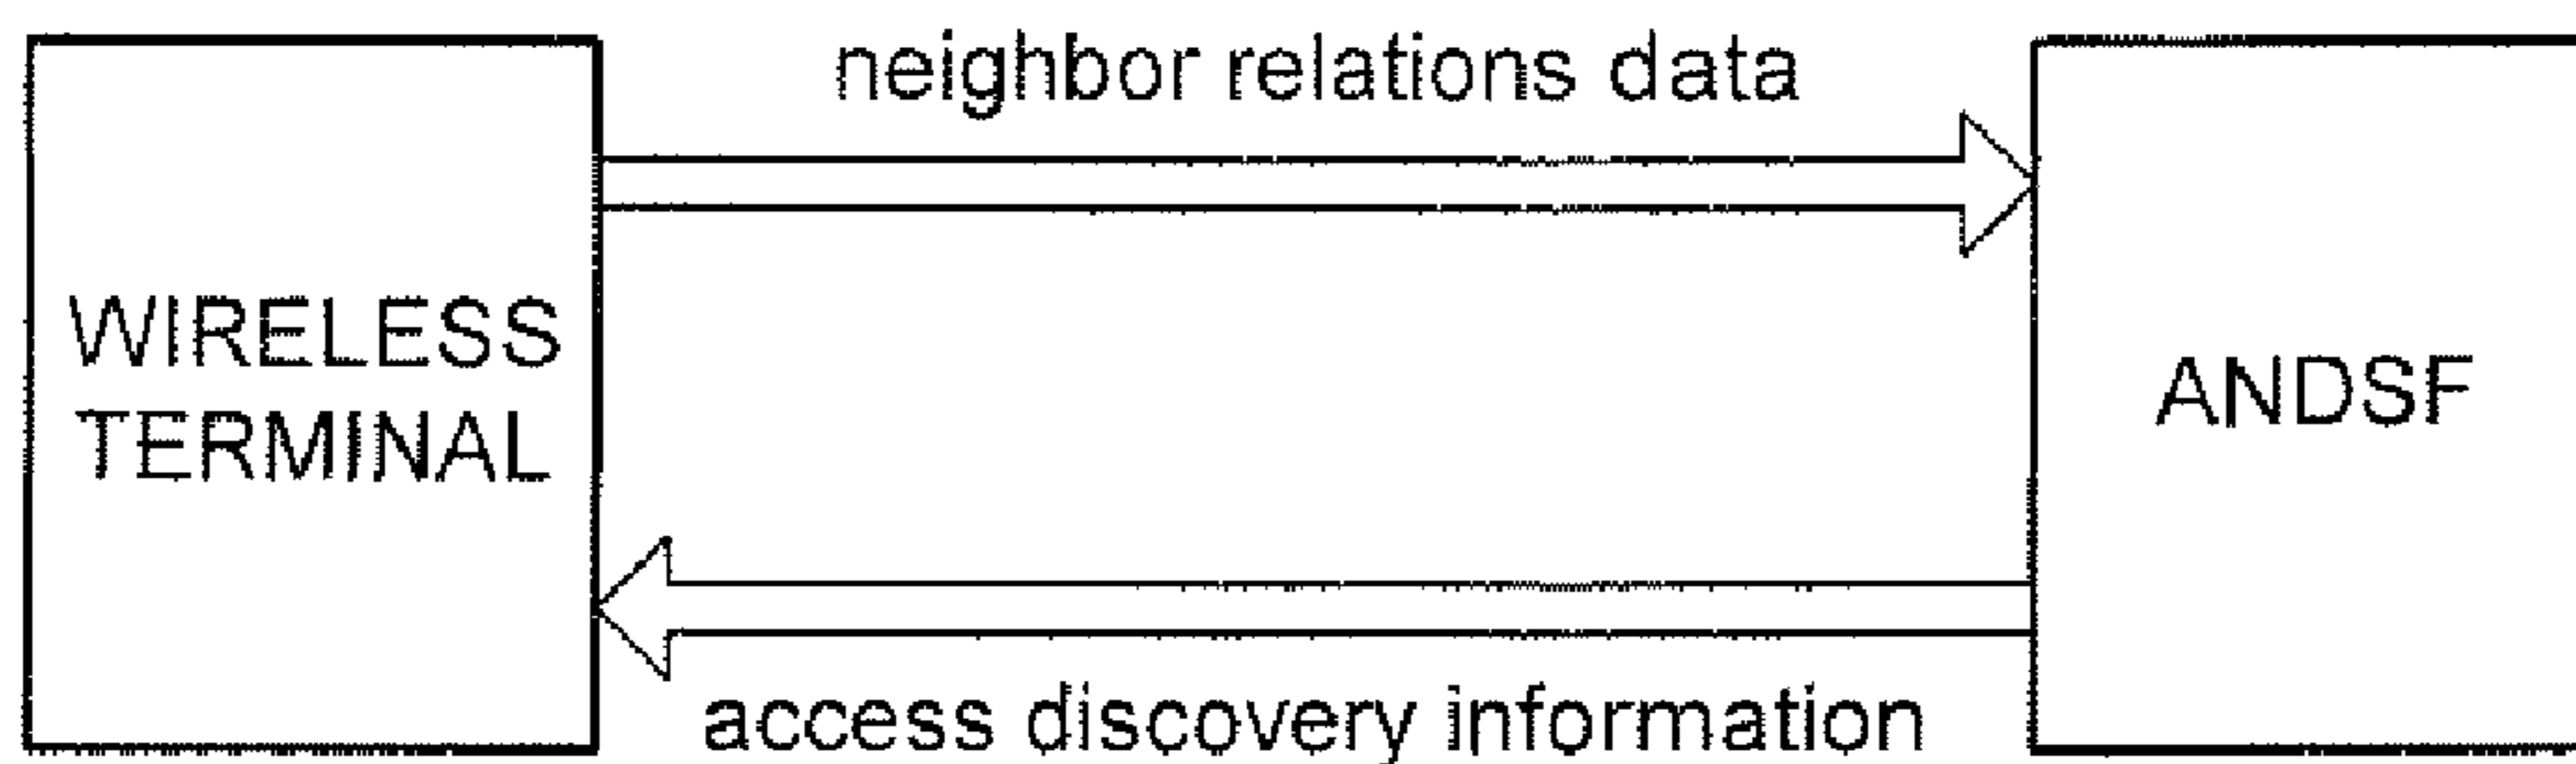 neighbor relations data
WIRELESS
TERMINAL
ANDSF
access discovery information